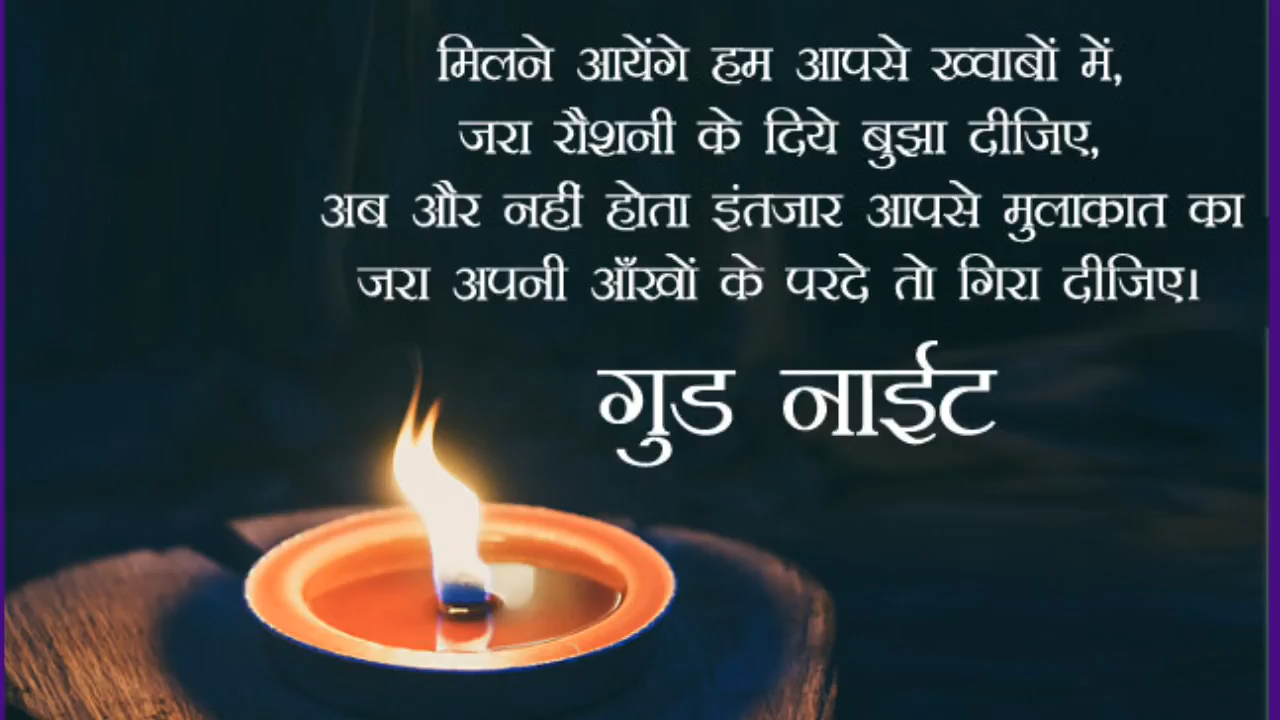 मिलने आयेंगे हम आपसे ख्वाबों में,
जरा रौशनी के दिये बुझा दीजिए,
अब और नहीं होता इंतजार आपसे मुलाकात का
जरा अपनी आँखों के परदे तो गिरा दीजिए।
गुड नाईट